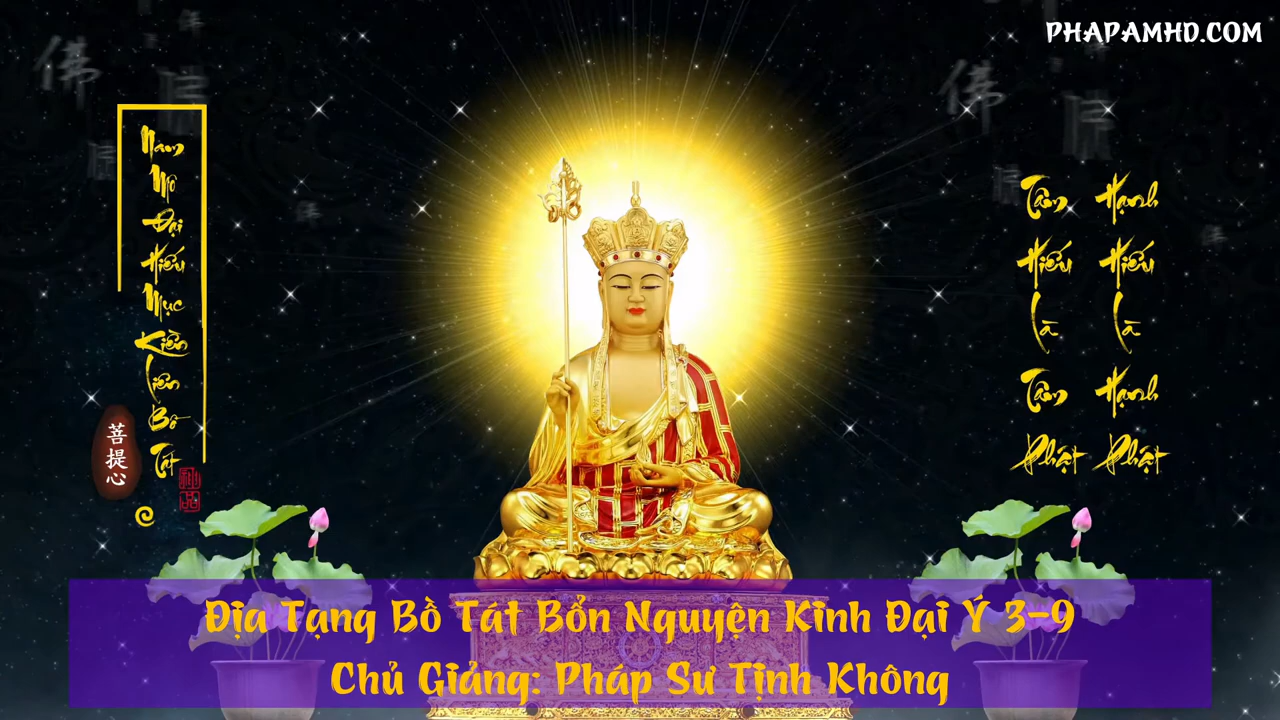 PHAPAMHD.COM
Nam
Mô
Đại
Hiếu
Mục
Kiền
Liên
Bồ
Tát
菩提心
Tâm Hạnh
Hiếu Hiếu
Là Là
Tâm Hạnh
Phật Phật
佛
佛
Địa Tạng Bồ Tát Bổn Nguyện Kinh Đại Ý 3-9
Chủ Giảng: Pháp Sư Tịnh Không